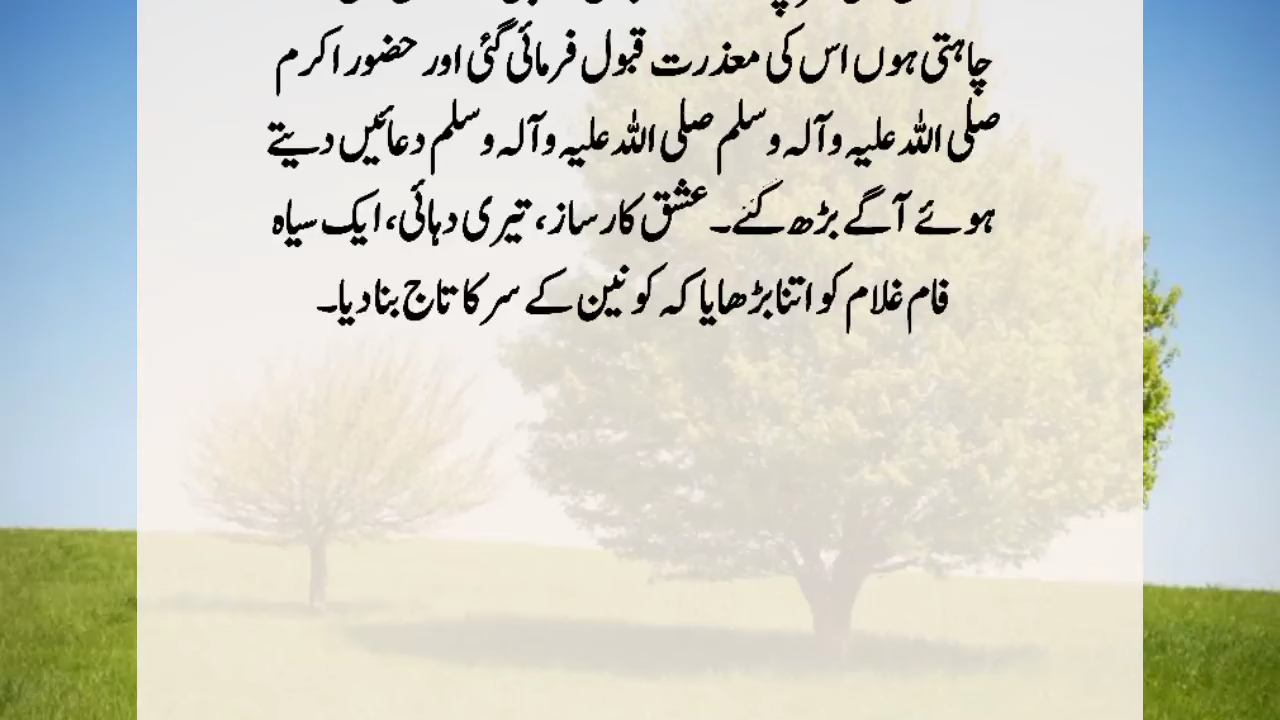 چاہتی ہوں اس کی معذرت قبول فرمائی گئی اور حضور اکرم
صلی اللہ علیہ وآلہ وسلم صلی اللہ علیہ وآلہ وسلم دعائیں دیتے
ہوئے آگے بڑھ گئے۔ عشق کارساز، تیری دہائی، ایک سیاہ
فام غلام کو اتنا بڑھایا کہ کونین کے سر کا تاج بنا دیا۔